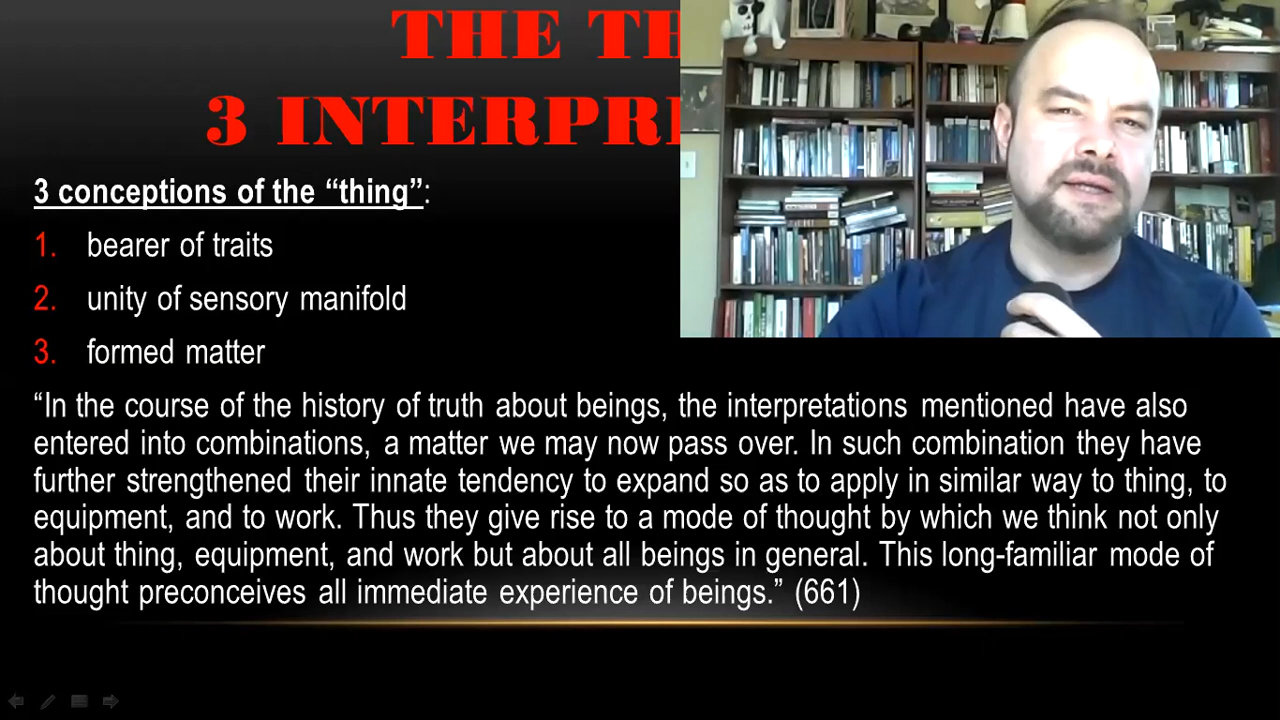 THE TH
3 INTERPR
3 conceptions of the “thing”:
1. bearer of traits
2. unity of sensory manifold
3. formed matter
“In the course of the history of truth about beings, the interpretations mentioned have also
entered into combinations, a matter we may now pass over. In such combination they have
further strengthened their innate tendency to expand so as to apply in similar way to thing, to
equipment, and to work. Thus they give rise to a mode of thought by which we think not only
about thing, equipment, and work but about all beings in general. This long-familiar mode of
thought preconceives all immediate experience of beings.” (661)